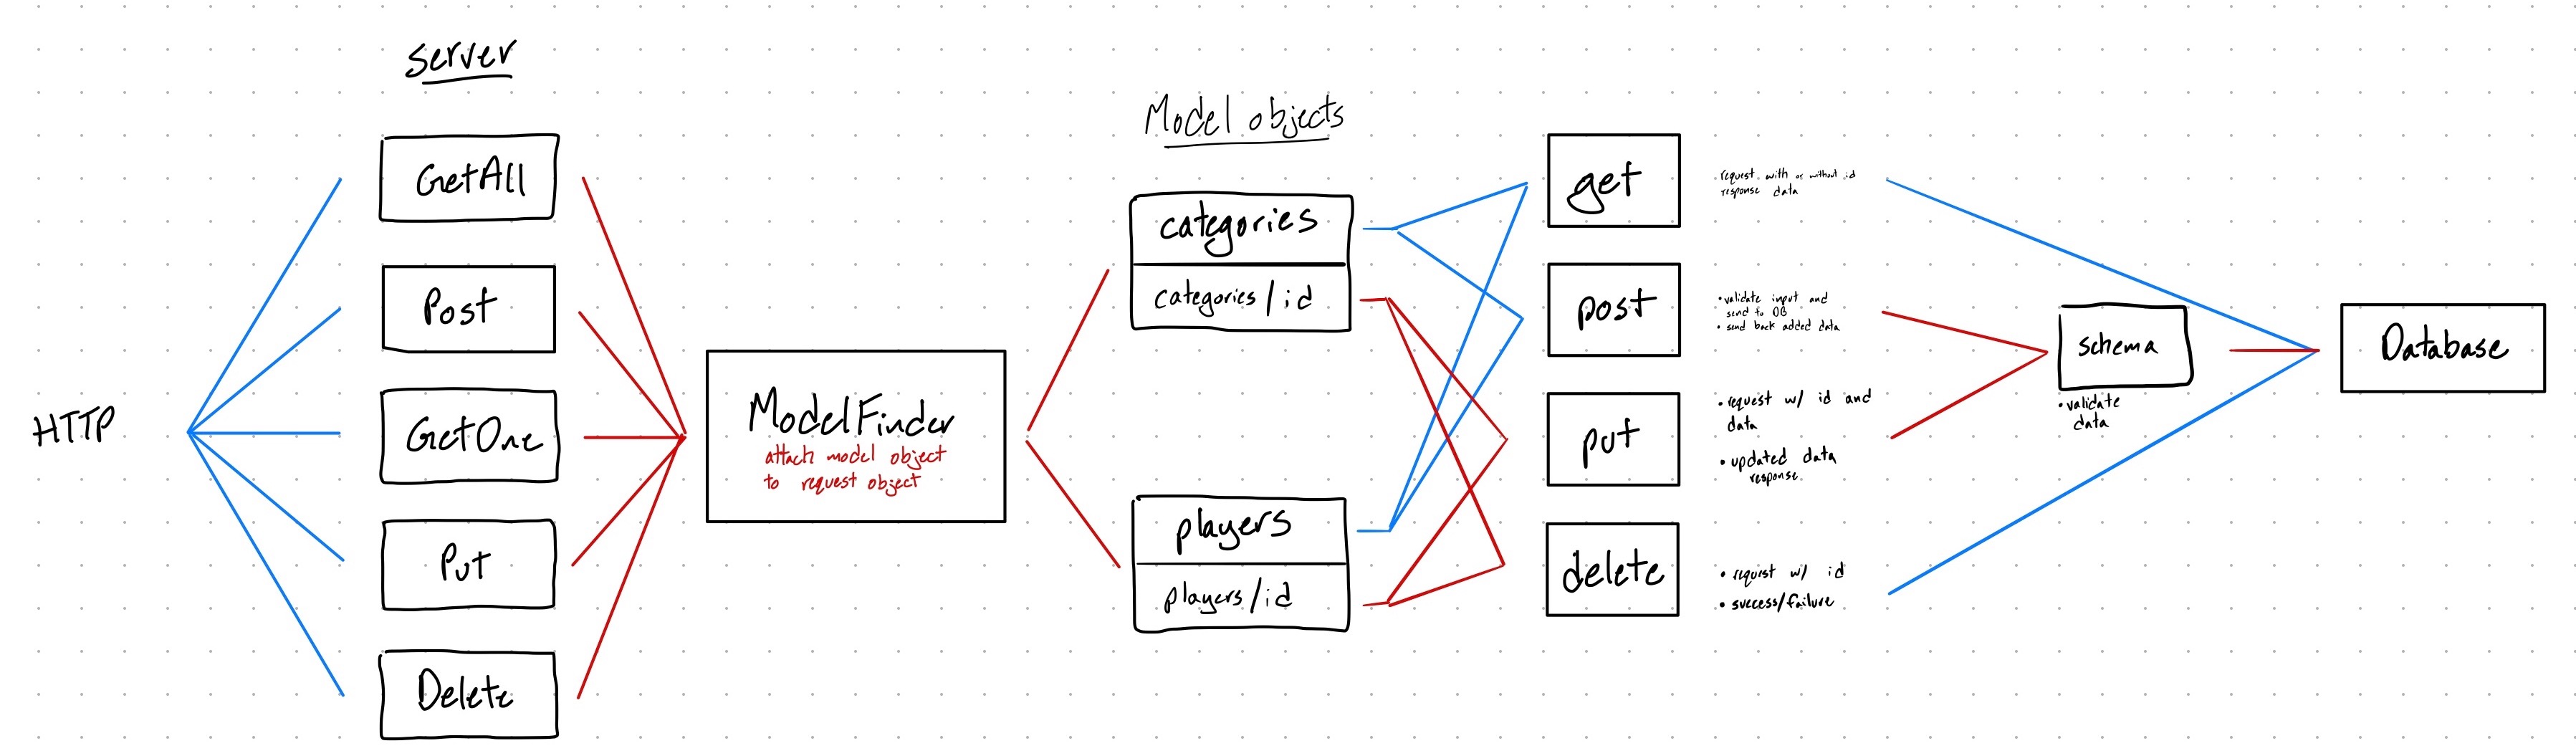 HTTP
server
GetAll
Post
GetOne
Put
Delete
ModelFinder
attach model object
to request object
Model objects
categories
categories/id
players
players/id
get
request with or without id
response data
post
• validate input and
send to DB
• send back added data
put
• request w/ id and
data
• updated data
response
delete
• request w/ id
• success/failure
schema
• validate
data
Database